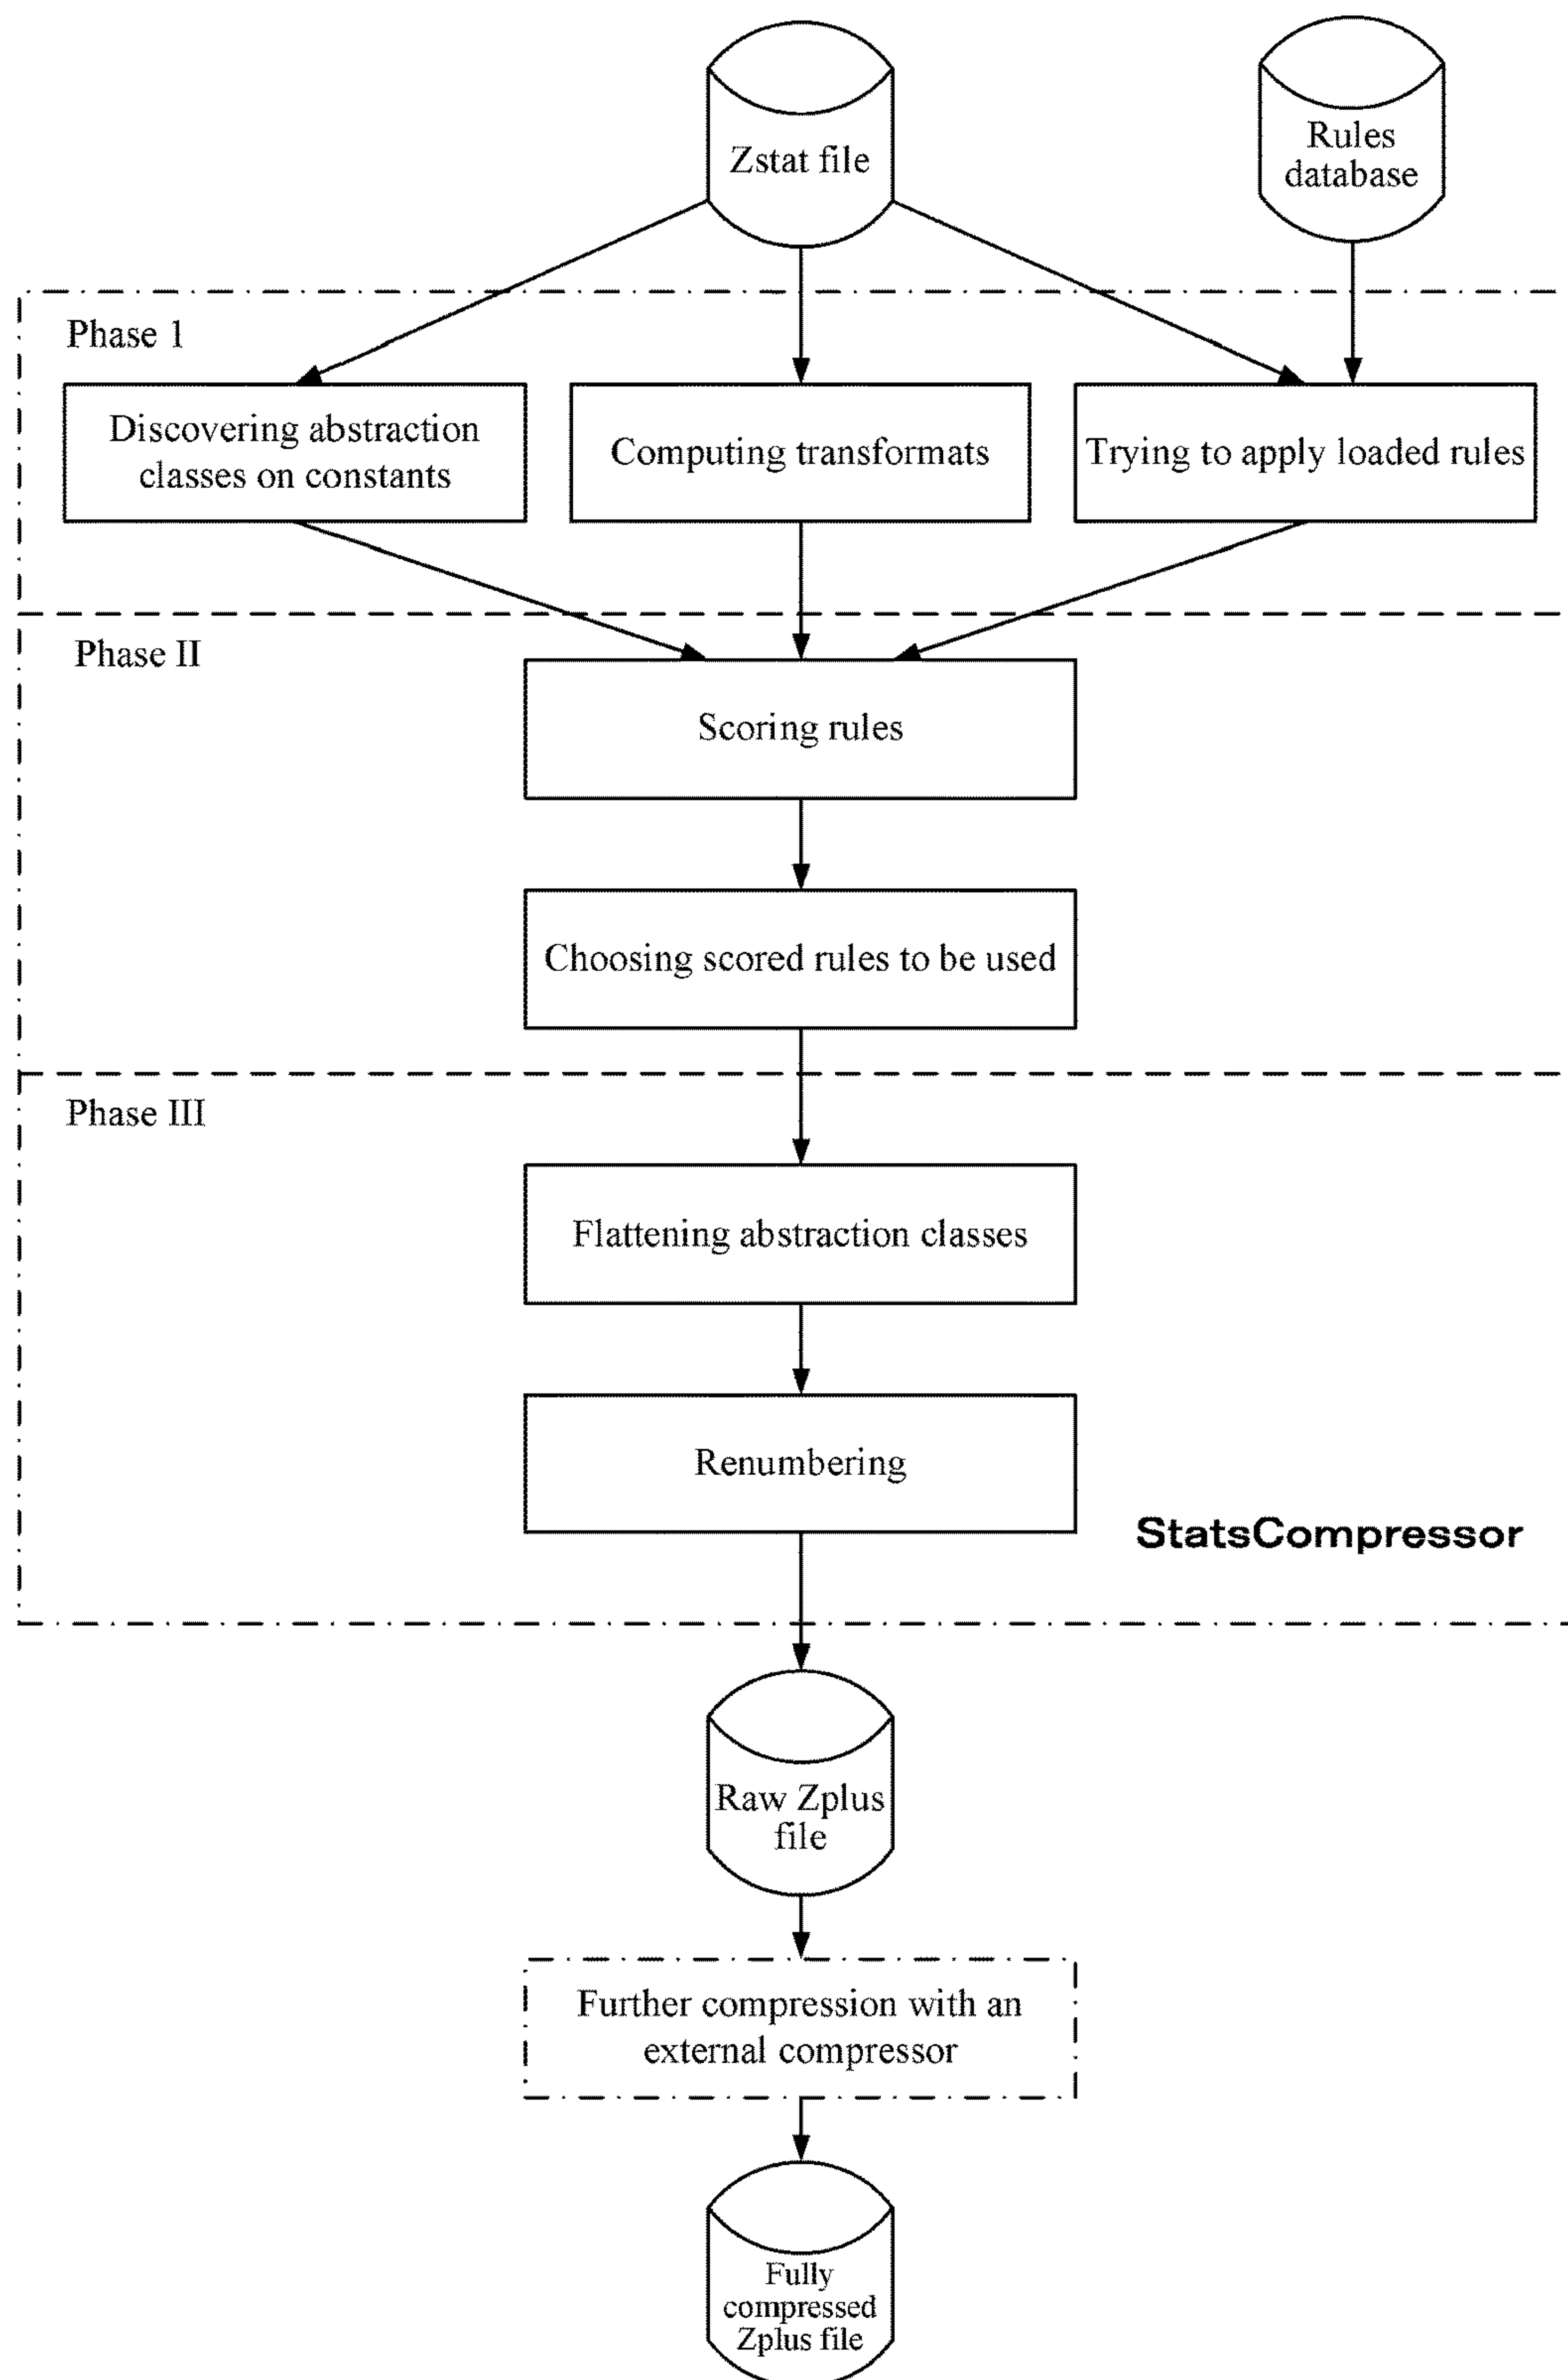 Zstat file
Rules
database
Phase 1
Discovering abstraction
classes on constants
Computing transformats
Trying to apply loaded rules
Phase II
Scoring rules
Choosing scored rules to be used
Phase III
Flattening abstraction classes
Renumbering
StatsCompressor
Raw Zplus
file
Further compression with an
external compressor
Fully
compressed
Zplus file